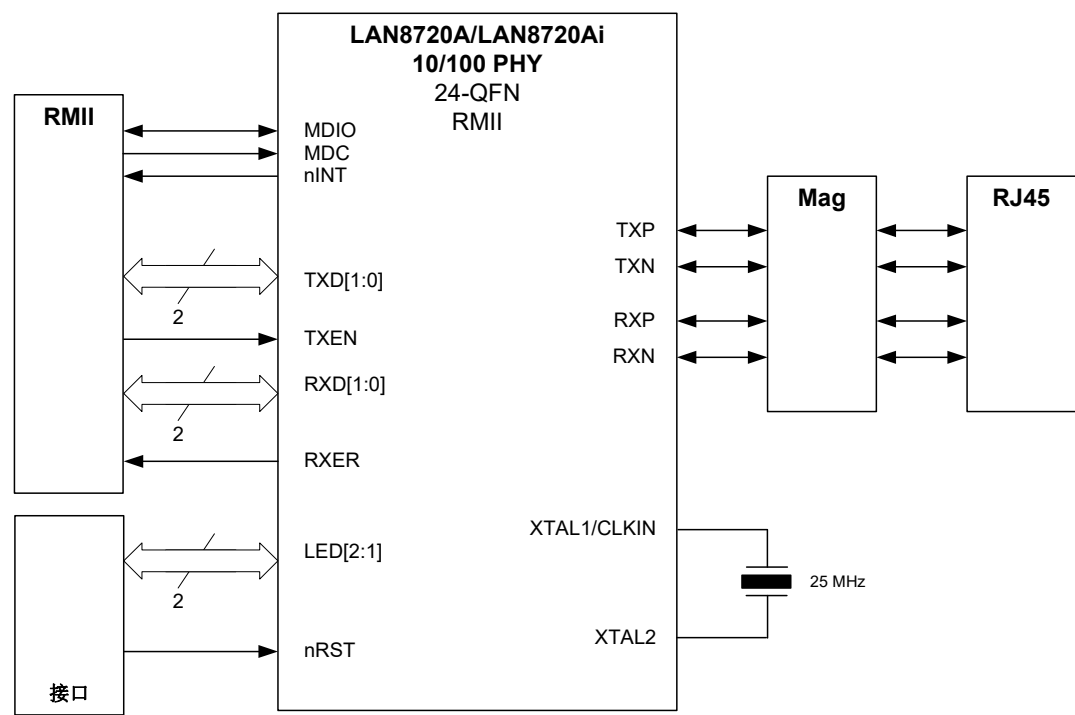 LAN8720A/LAN8720Ai
10/100 PHY
24-QFN
RMII
RMII
MDIO
MDC
nINT
TXD[1:0]
2
TXEN
RXD[1:0]
2
RXER
LED[2:1]
2
nRST
接口
TXP
TXN
RXP
RXN
Mag
RJ45
XTAL1/CLKIN
25 MHz
XTAL2